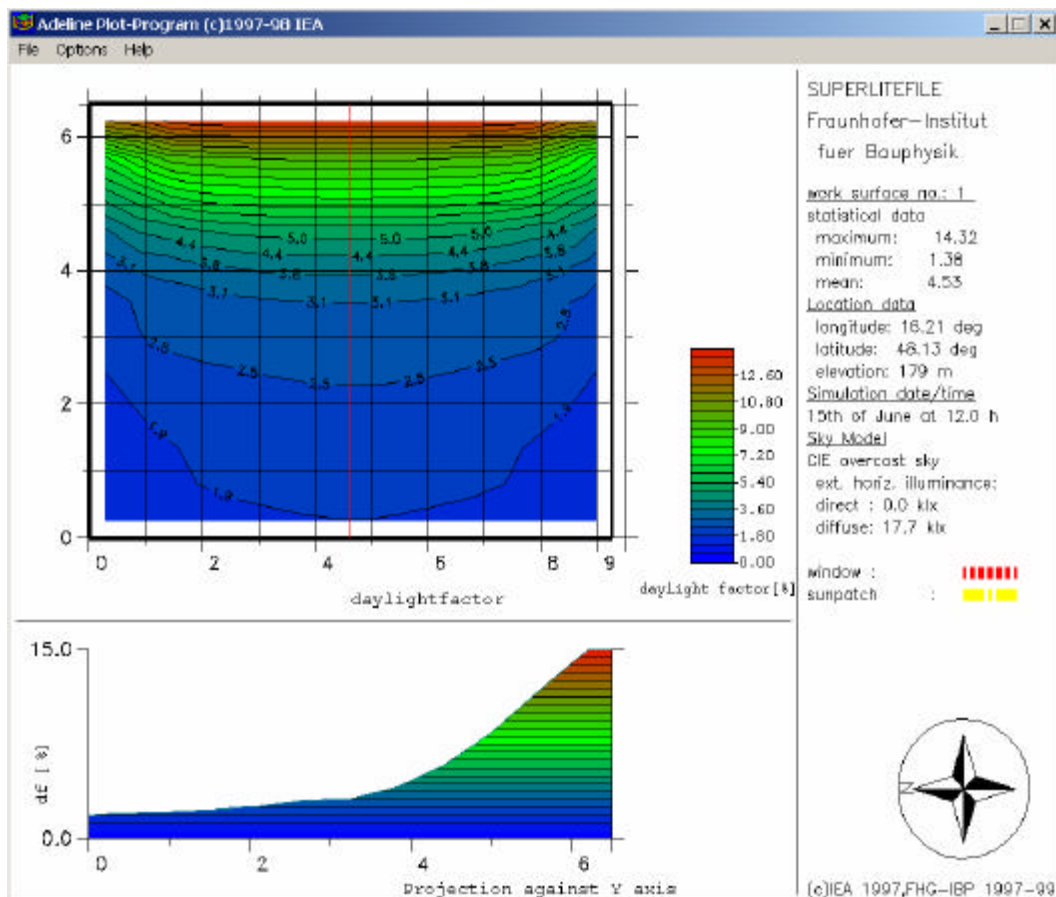 Adeline Plot-Program (c)1997-98 IEA
File Options Help
6
4
2
0
0 2 4 6 8 9
daylightfactor
5.0 5.0
4.4 4.4 4.4 4.4
3.8 3.8 3.8 3.8
3.1 3.1 3.1 3.1 3.1
2.5 2.5 2.5 2.5 2.5
1.9 1.9 1.9
12.60
10.80
9.00
7.20
5.40
3.60
1.80
0.00
daylight factor[%]
SUPERLITEFILE
Fraunhofer-Institut
fuer Bauphysik
work surface no.: 1
statistical data
maximum: 14.32
minimum: 1.38
mean: 4.53
Location data
longitude: 16.21 deg
latitude: 48.13 deg
elevation: 179 m
Simulation date/time
15th of June at 12.0 h
Sky Model
CIE overcast sky
ext. horiz. illuminance:
direct : 0.0 klx
diffuse: 17.7 klx
window :
sunpatch :
15.0
df [%]
0.0
0 2 4 6
Projection against Y axis
N
(c)IEA 1997,FHG-IBP 1997-99